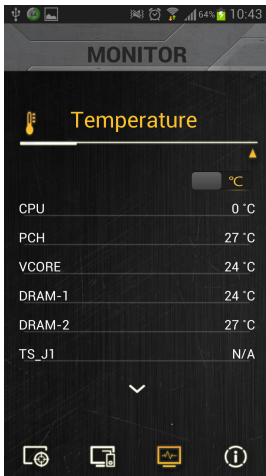 64% 10:43
MONITOR
Temperature
°C
CPU 0 °C
PCH 27 °C
VCORE 24 °C
DRAM-1 24 °C
DRAM-2 27 °C
TS_J1 N/A